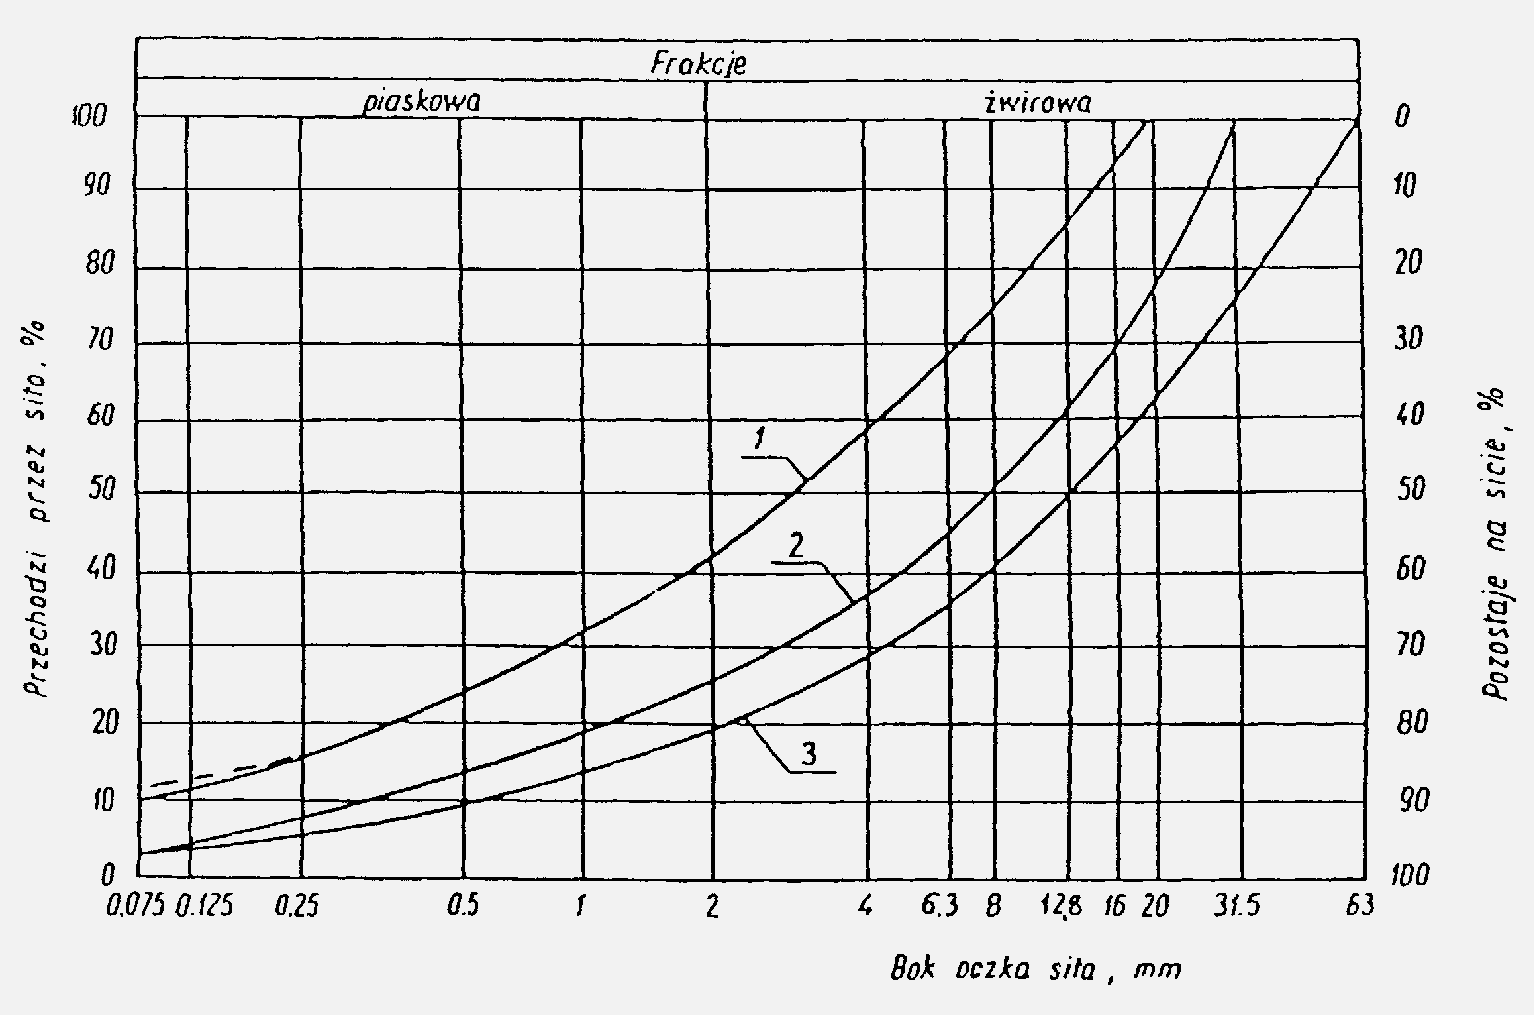 Frakcje
piaskowa żwirowa
100 0
90 10
80 20
70 30
60 40
50 50
40 60
30 70
20 80
10 90
0 100
1
2
3
0.075 0.125 0.25 0.5 1 2 4 6.3 8 12,8 16 20 31.5 63
Bok oczka sita, mm
Przechodzi przez sito, %
Pozostaje na sicie, %